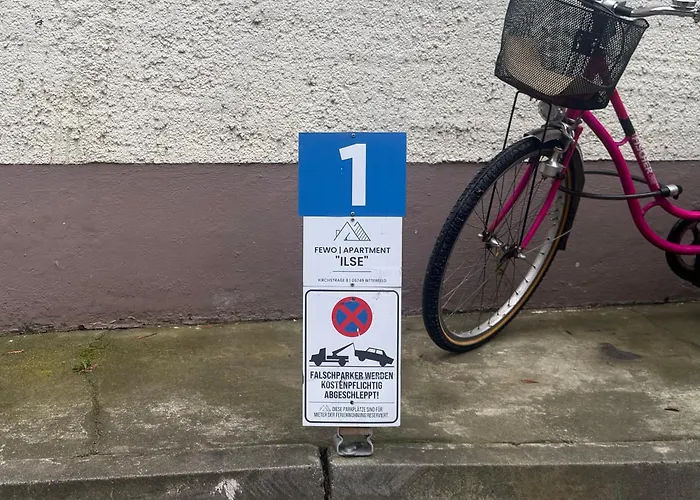 1
FEWO | APARTMENT
"ILSE"
KIRCHSTRASSE 8 | 06749 BITTERFELD
FALSCHPARKER WERDEN
KOSTENPFLICHTIG
ABGESCHLEPPT!
DIESE PARKPLÄTZE SIND FÜR
MIETER DER FERIENWOHNUNG RESERVIERT.